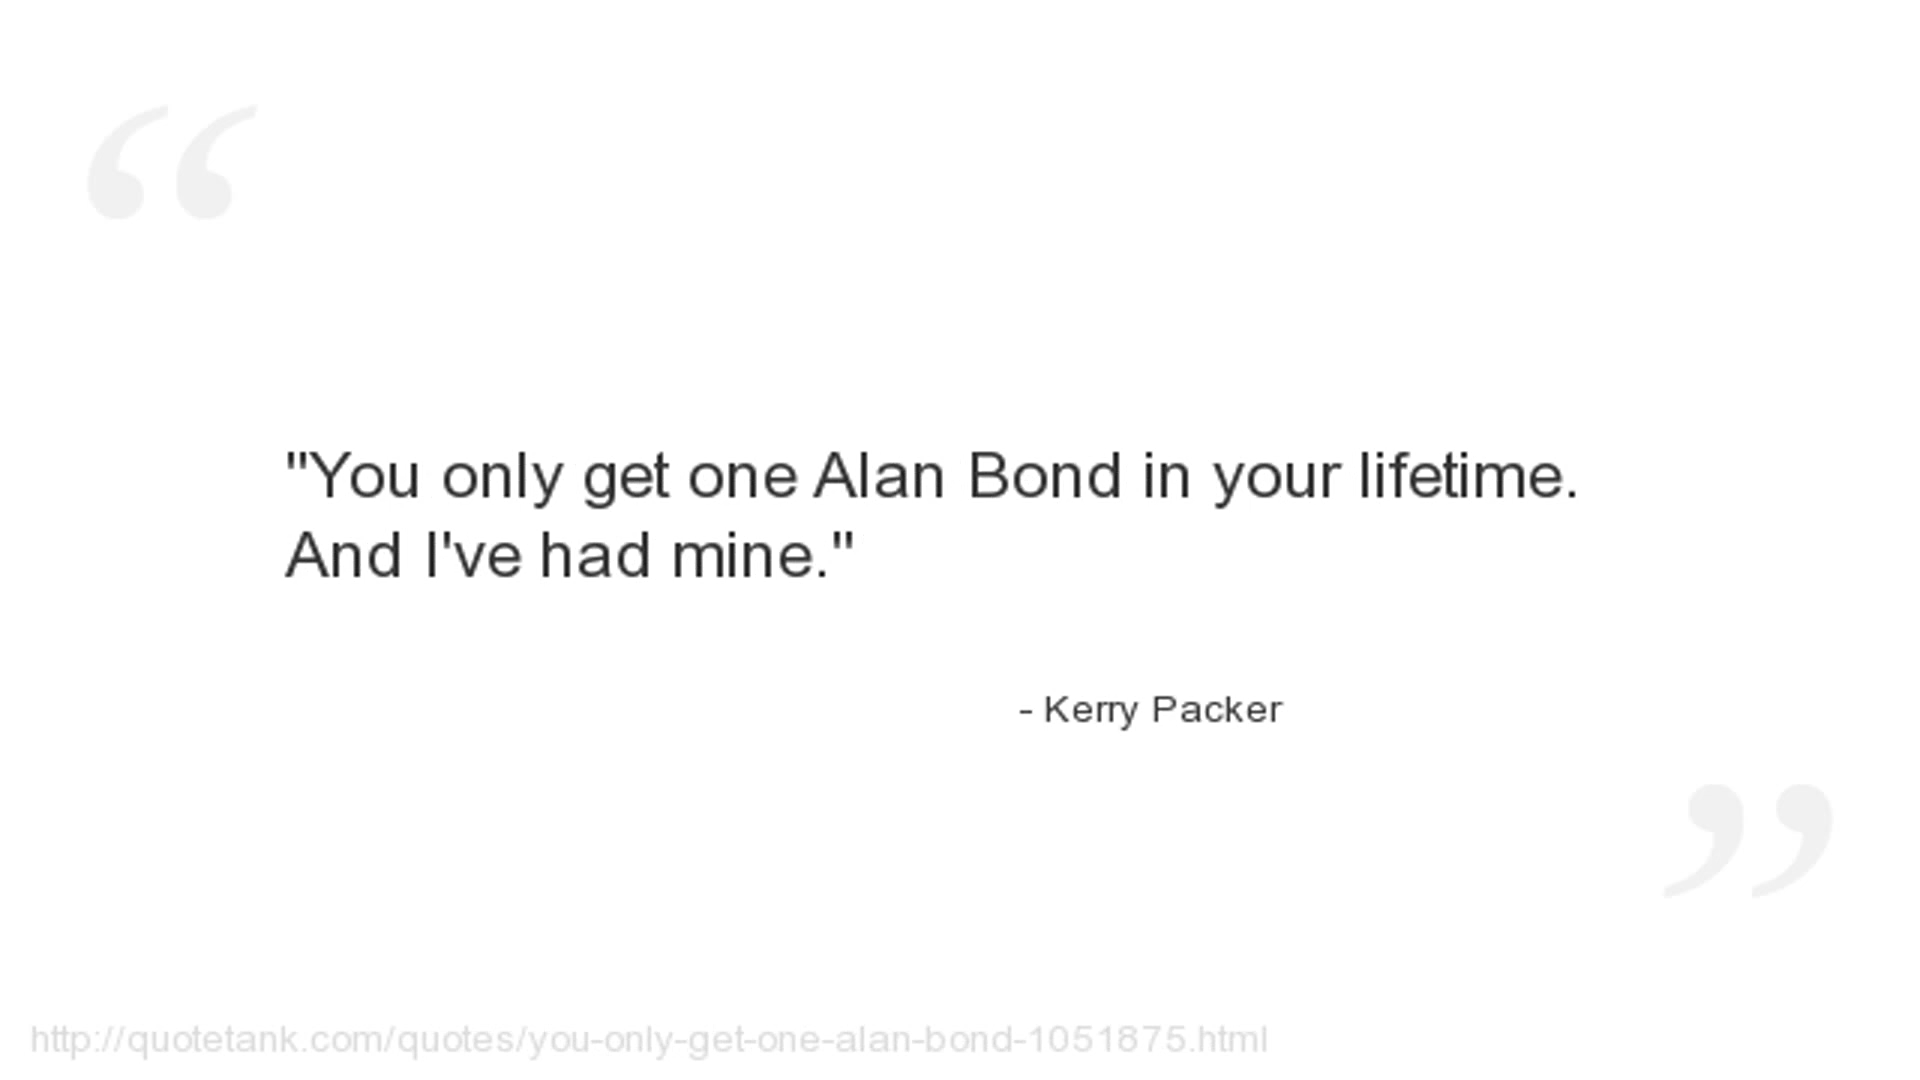 "You only get one Alan Bond in your lifetime.
And I've had mine."
- Kerry Packer
http://quotetank.com/quotes/you-only-get-one-alan-bond-1051875.html